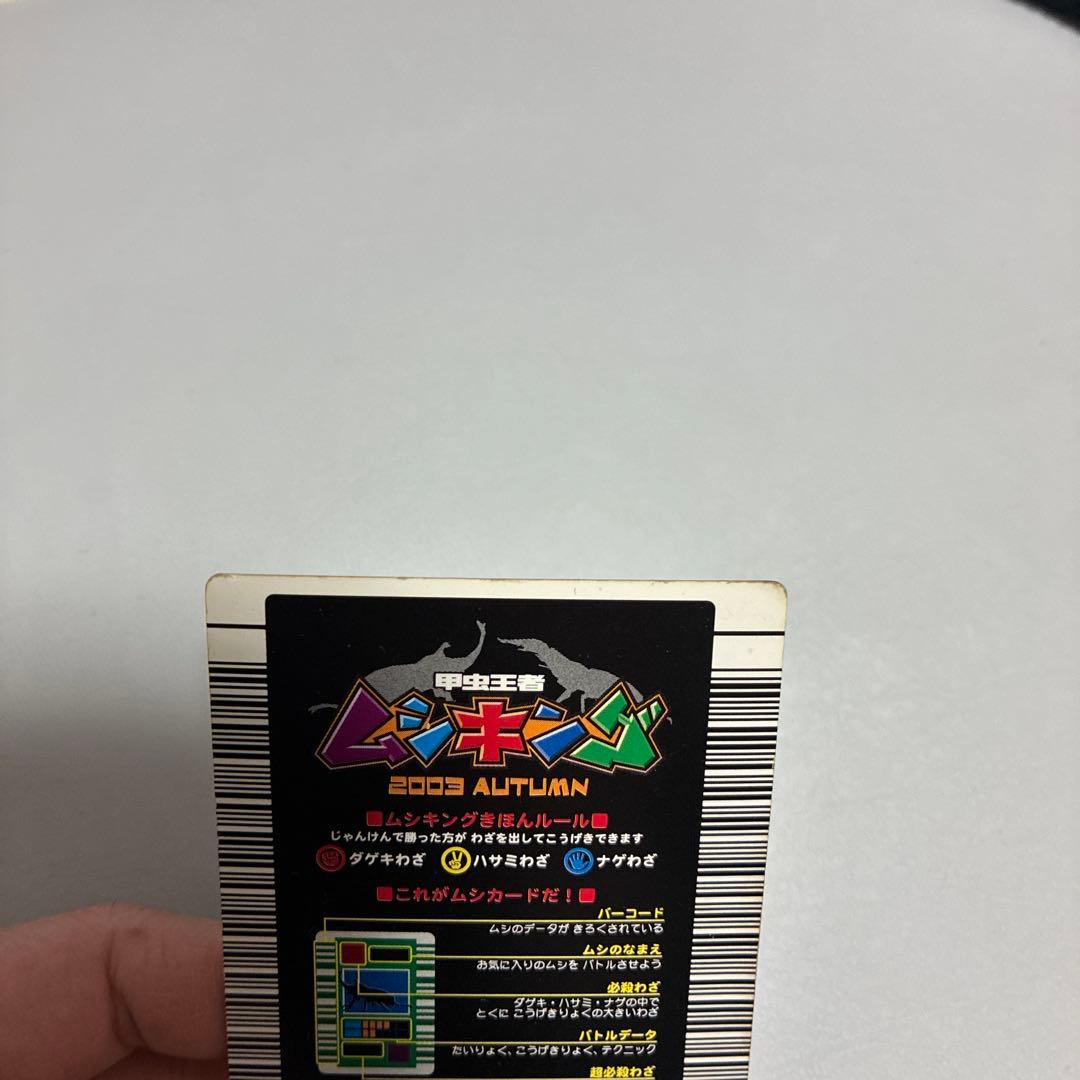 甲虫王者
ムシキング
2003 AUTUMN
■ムシキングきほんルール■
じゃんけんで勝った方が わざを出してこうげきできます
ダゲキわざ ハサミわざ ナゲわざ
■これがムシカードだ！■
バーコード
ムシのデータが きろくされている
ムシのなまえ
お気に入りのムシを バトルさせよう
必殺わざ
ダゲキ・ハサミ・ナゲの中で
とくに こうげきりょくの大きいわざ
バトルデータ
たいりょく、こうげきりょく、テクニック
超必殺わざ